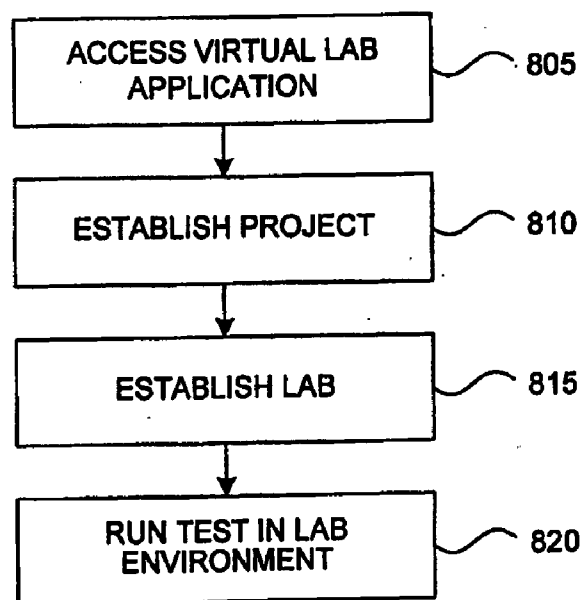 ACCESS VIRTUAL LAB
APPLICATION
805
ESTABLISH PROJECT
810
ESTABLISH LAB
815
RUN TEST IN LAB
ENVIRONMENT
820